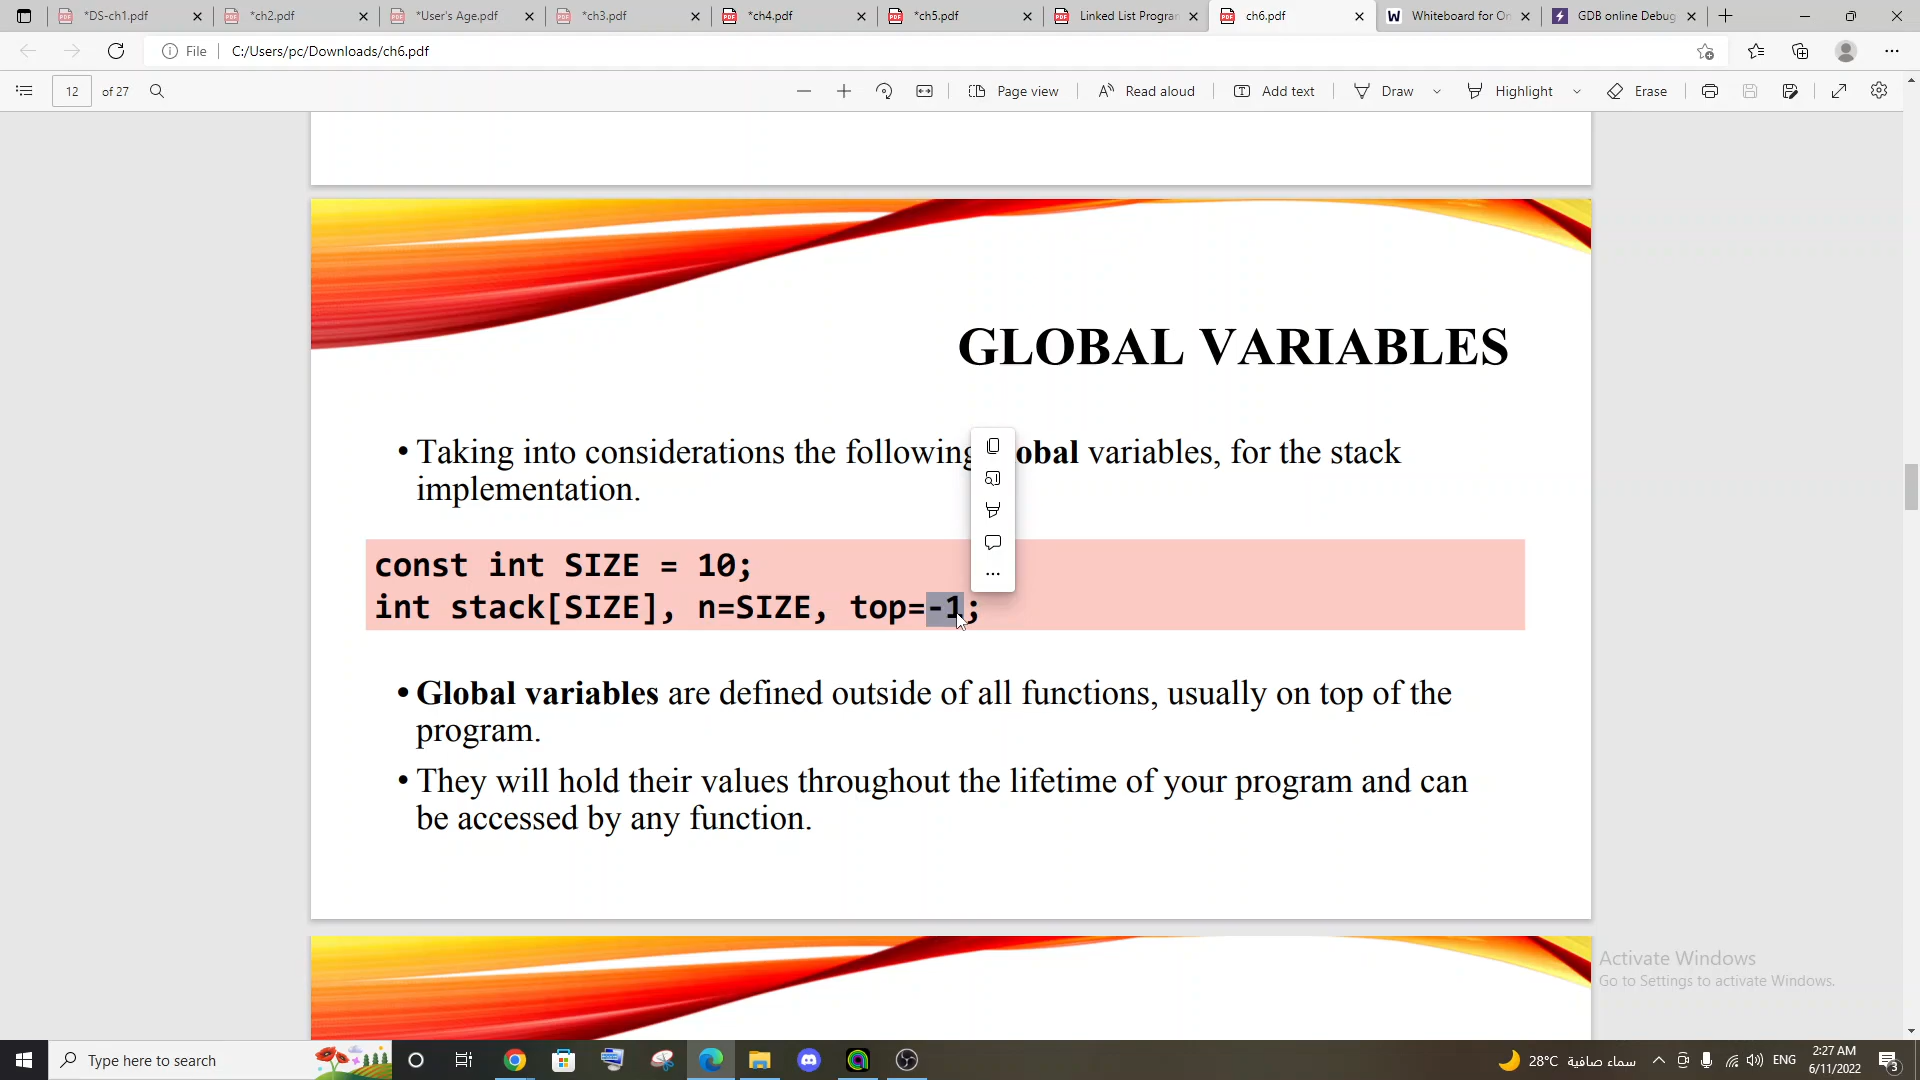 *DS-ch1.pdf
*ch2.pdf
*User's Age.pdf
*ch3.pdf
*ch4.pdf
*ch5.pdf
Linked List Progran
ch6.pdf
Whiteboard for On
GDB online Debug
File
C:/Users/pc/Downloads/ch6.pdf
12
of 27
Page view
Read aloud
Add text
Draw
Highlight
Erase
GLOBAL VARIABLES
• Taking into considerations the following obal variables, for the stack
implementation.
const int SIZE = 10;
int stack[SIZE], n=SIZE, top=-1;
• Global variables are defined outside of all functions, usually on top of the
program.
• They will hold their values throughout the lifetime of your program and can
be accessed by any function.
Activate Windows
Go to Settings to activate Windows.
Type here to search
28°C سماء صافية
ENG
2:27 AM
6/11/2022
3